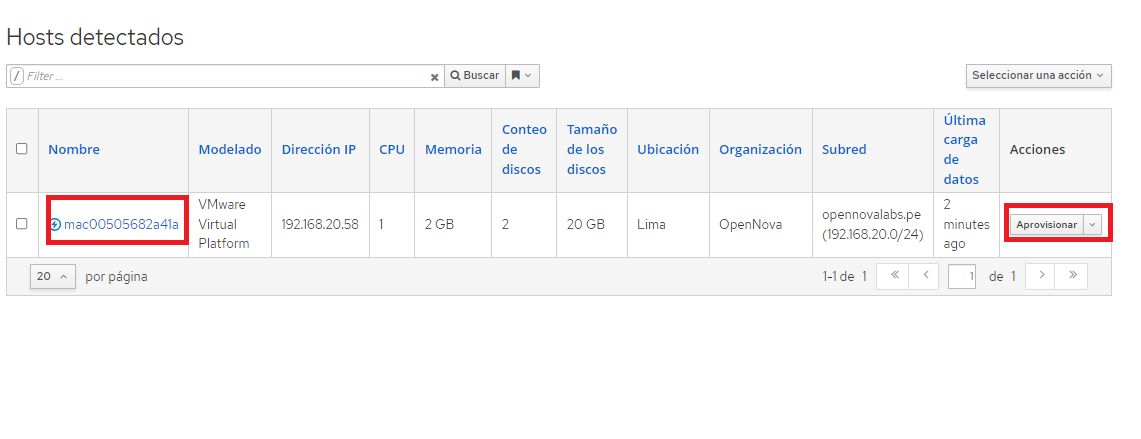 Hosts detectados
/ Filter ... × Buscar
Seleccionar una acción
Nombre Modelado Dirección IP CPU Memoria Conteo de discos Tamaño de los discos Ubicación Organización Subred Última carga de datos Acciones
mac00505682a41a VMware Virtual Platform 192.168.20.58 1 2 GB 2 20 GB Lima OpenNova opennovalabs.pe (192.168.20.0/24) 2 minutes ago Aprovisionar
20 por página 1-1 de 1 « ‹ 1 de 1 › »